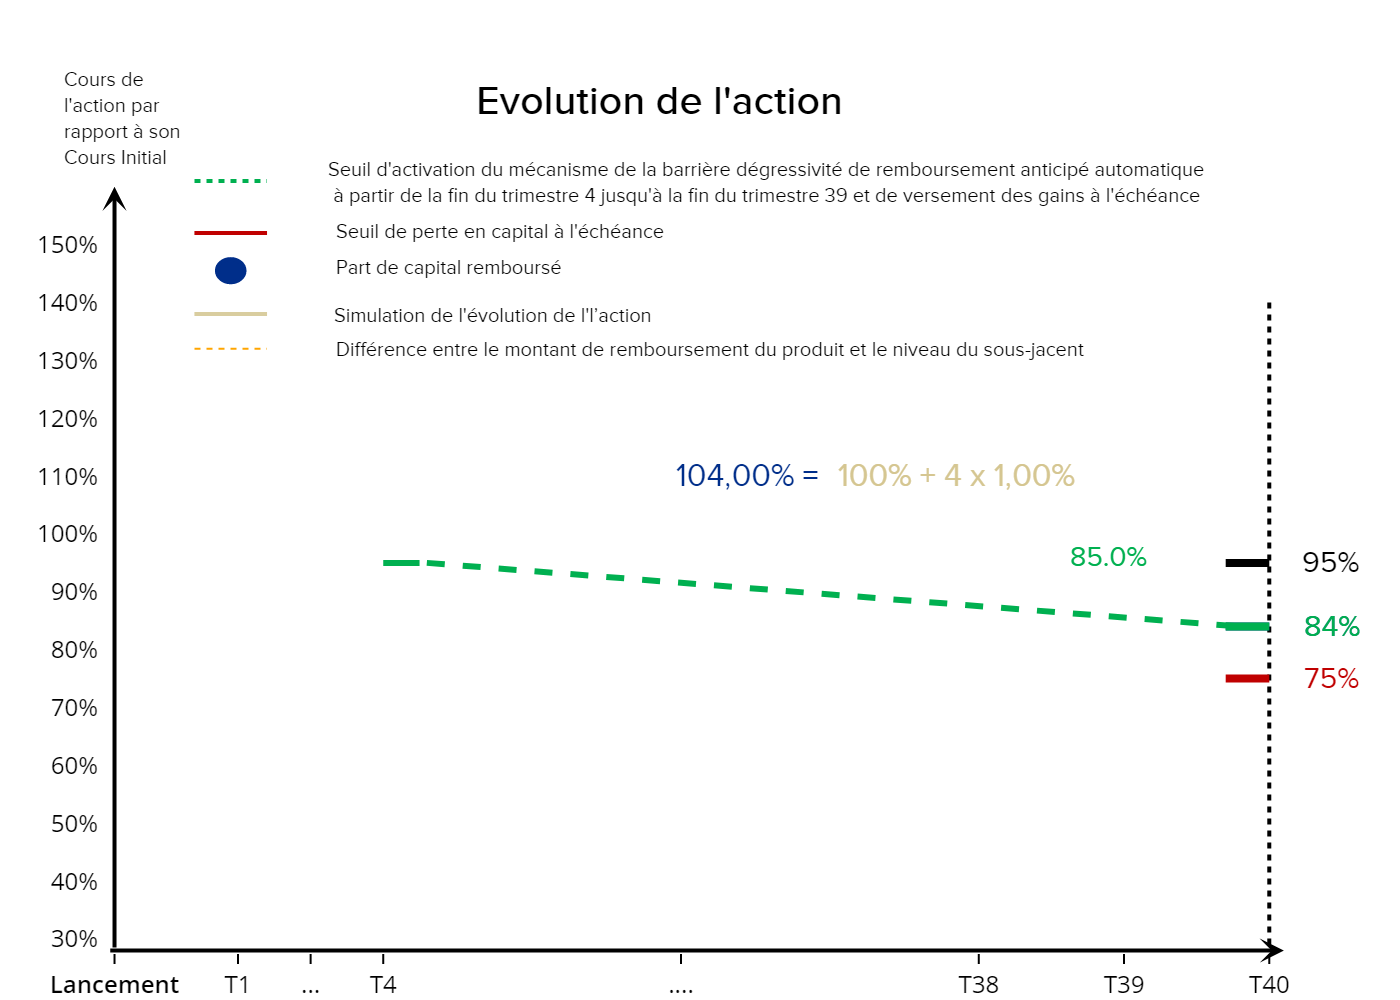 Cours de
l'action par
rapport à son
Cours Initial
Evolution de l'action
Seuil d'activation du mécanisme de la barrière dégressivité de remboursement anticipé automatique
à partir de la fin du trimestre 4 jusqu'à la fin du trimestre 39 et de versement des gains à l'échéance
Seuil de perte en capital à l'échéance
Part de capital remboursé
Simulation de l'évolution de l'l’action
Différence entre le montant de remboursement du produit et le niveau du sous-jacent
150%
140%
130%
120%
110%
104,00% = 100% + 4 x 1,00%
100%
85.0%
95%
90%
84%
80%
75%
70%
60%
50%
40%
30%
Lancement T1 ... T4 .... T38 T39 T40